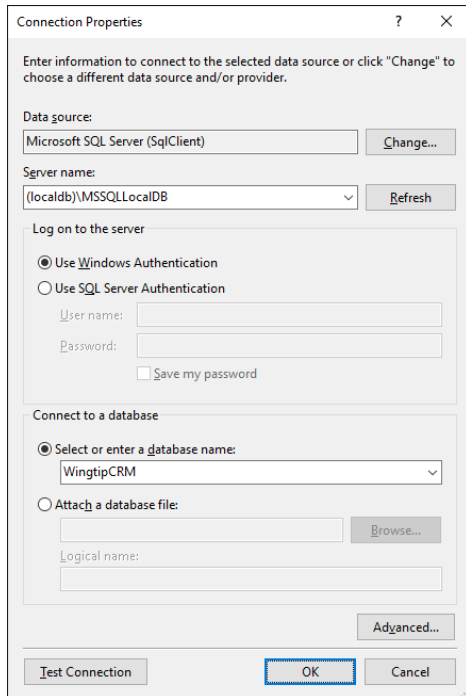 Connection Properties ? ×
Enter information to connect to the selected data source or click "Change" to
choose a different data source and/or provider.
Data source:
Microsoft SQL Server (SqlClient)
Change...
Server name:
(localdb)\MSSQLLocalDB
Refresh
Log on to the server
Use Windows Authentication
Use SQL Server Authentication
User name:
Password:
Save my password
Connect to a database
Select or enter a database name:
WingtipCRM
Attach a database file:
Browse...
Logical name:
Advanced...
Test Connection OK Cancel